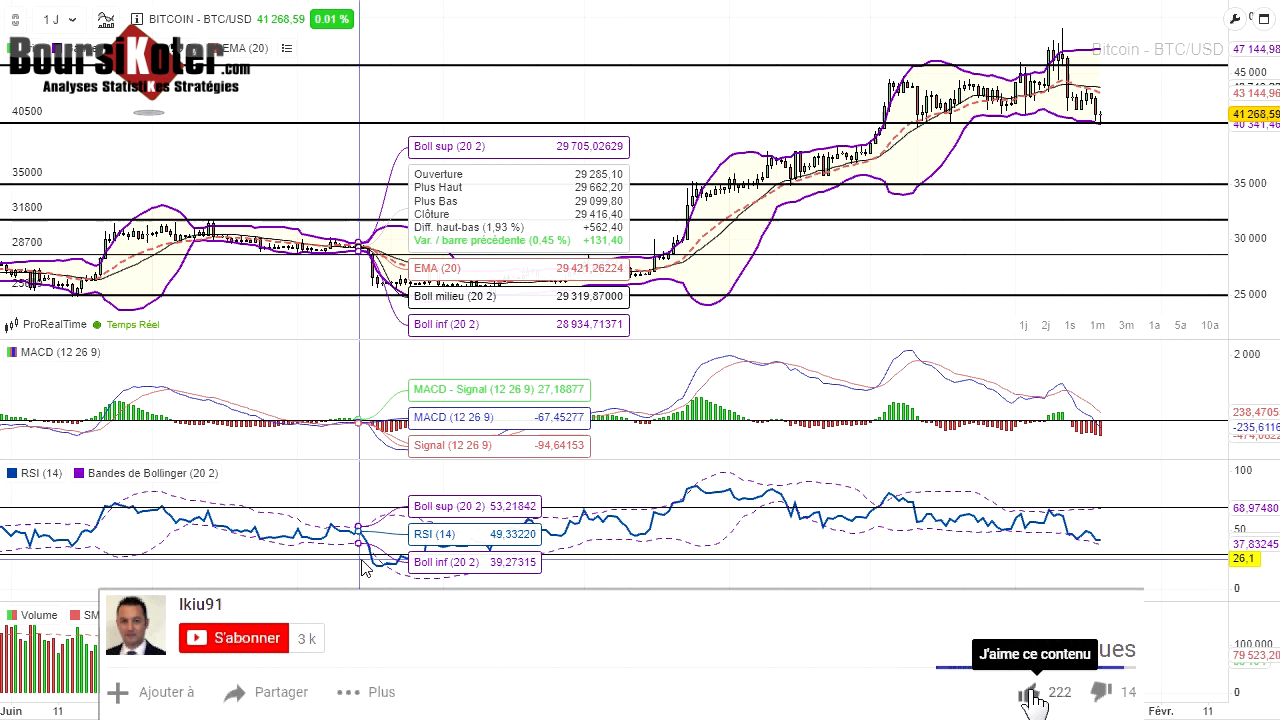 1 J
BITCOIN - BTC/USD 41 268,59 0.01 %
EMA (20)
BoursiKoter.com
Analyses StatistiKes Stratégies
Bitcoin - BTC/USD
47 144,98
45 000
43 144,96
41 268,59
40 341,46
35 000
30 000
25 000
40500
35000
31800
28700
Boll sup (20 2) 29 705,02629
Ouverture 29 285,10
Plus Haut 29 662,20
Plus Bas 29 099,80
Clôture 29 416,40
Diff. haut-bas (1,93 %) +562,40
Var. / barre précédente (0,45 %) +131,40
EMA (20) 29 421,26224
Boll milieu (20 2) 29 319,87000
Boll inf (20 2) 28 934,71371
ProRealTime Temps Réel
1j 2j 1s 1m 3m 1a 5a 10a
MACD (12 26 9)
2 000
MACD - Signal (12 26 9) 27,18877
MACD (12 26 9) -67,45277
Signal (12 26 9) -94,64153
238,4705
-235,6116
RSI (14) Bandes de Bollinger (20 2)
100
Boll sup (20 2) 53,21842
68,97480
RSI (14) 49,33220
50
Boll inf (20 2) 39,27315
37,83245
26,1
0
Volume SM
100 000
79 523,20
0
lkiu91
S'abonner 3 k
J'aime ce contenu
ques
Ajouter à Partager Plus
222 14
Juin 11
Févr. 11